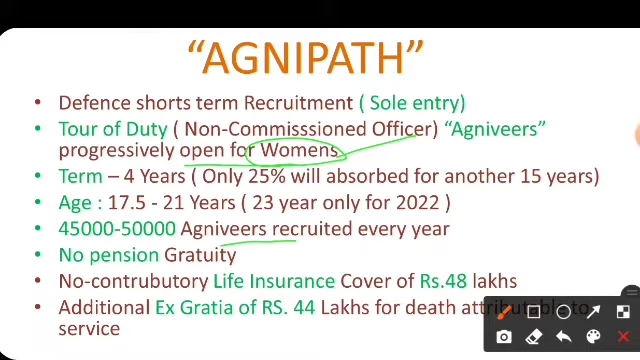 “AGNIPATH”
• Defence shorts term Recruitment ( Sole entry)
• Tour of Duty ( Non-Commisssioned Officer) “Agniveers”
progressively open for Womens
• Term – 4 Years ( Only 25% will absorbed for another 15 years)
• Age : 17.5 - 21 Years ( 23 year only for 2022 )
• 45000-50000 Agniveers recruited every year
• No pension Gratuity
• No-contrubutory Life Insurance Cover of Rs.48 lakhs
• Additional Ex Gratia of RS. 44 Lakhs for death attributable to
service